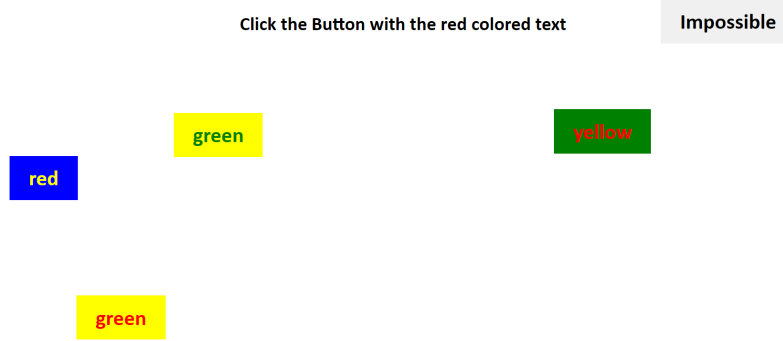 Click the Button with the red colored text
Impossible
green
yellow
red
green